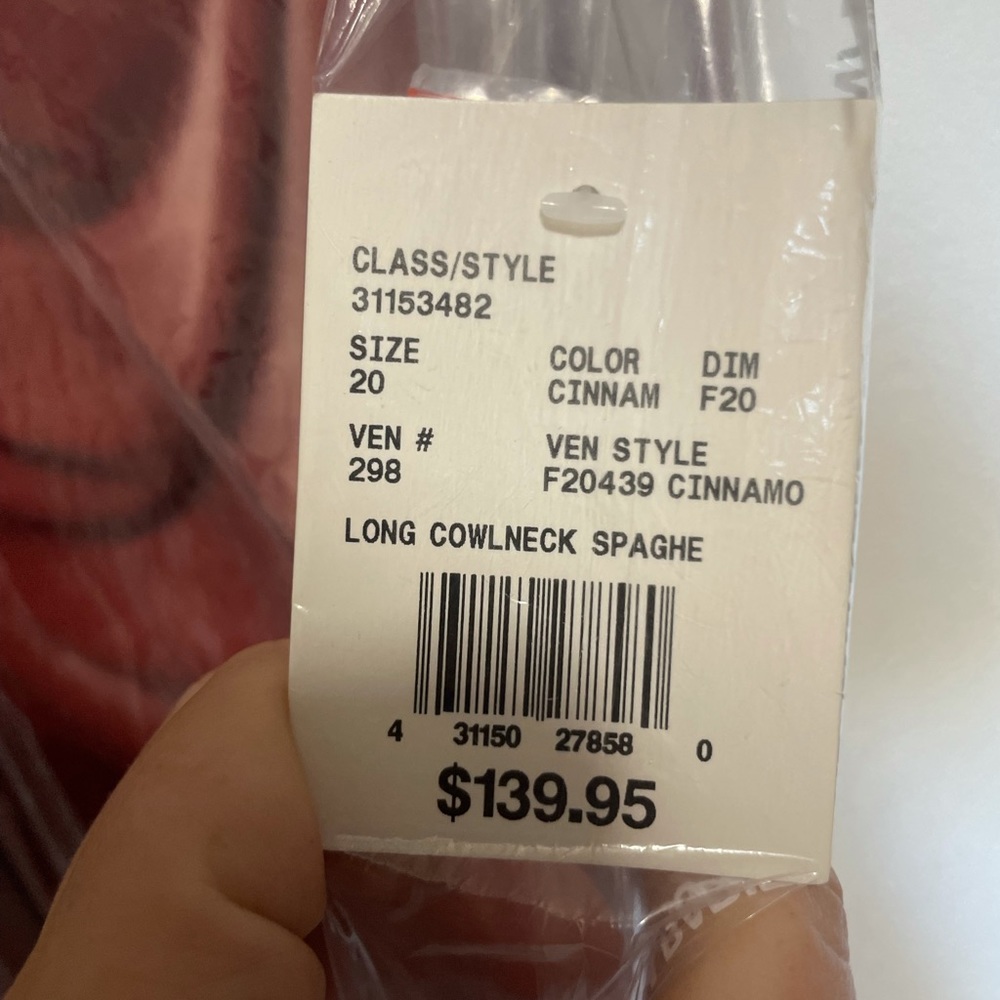 CLASS/STYLE
31153482
SIZE COLOR DIM
20 CINNAM F20
VEN # VEN STYLE
298 F20439 CINNAMO
LONG COWLNECK SPAGHE
4 31150 27858 0
$139.95